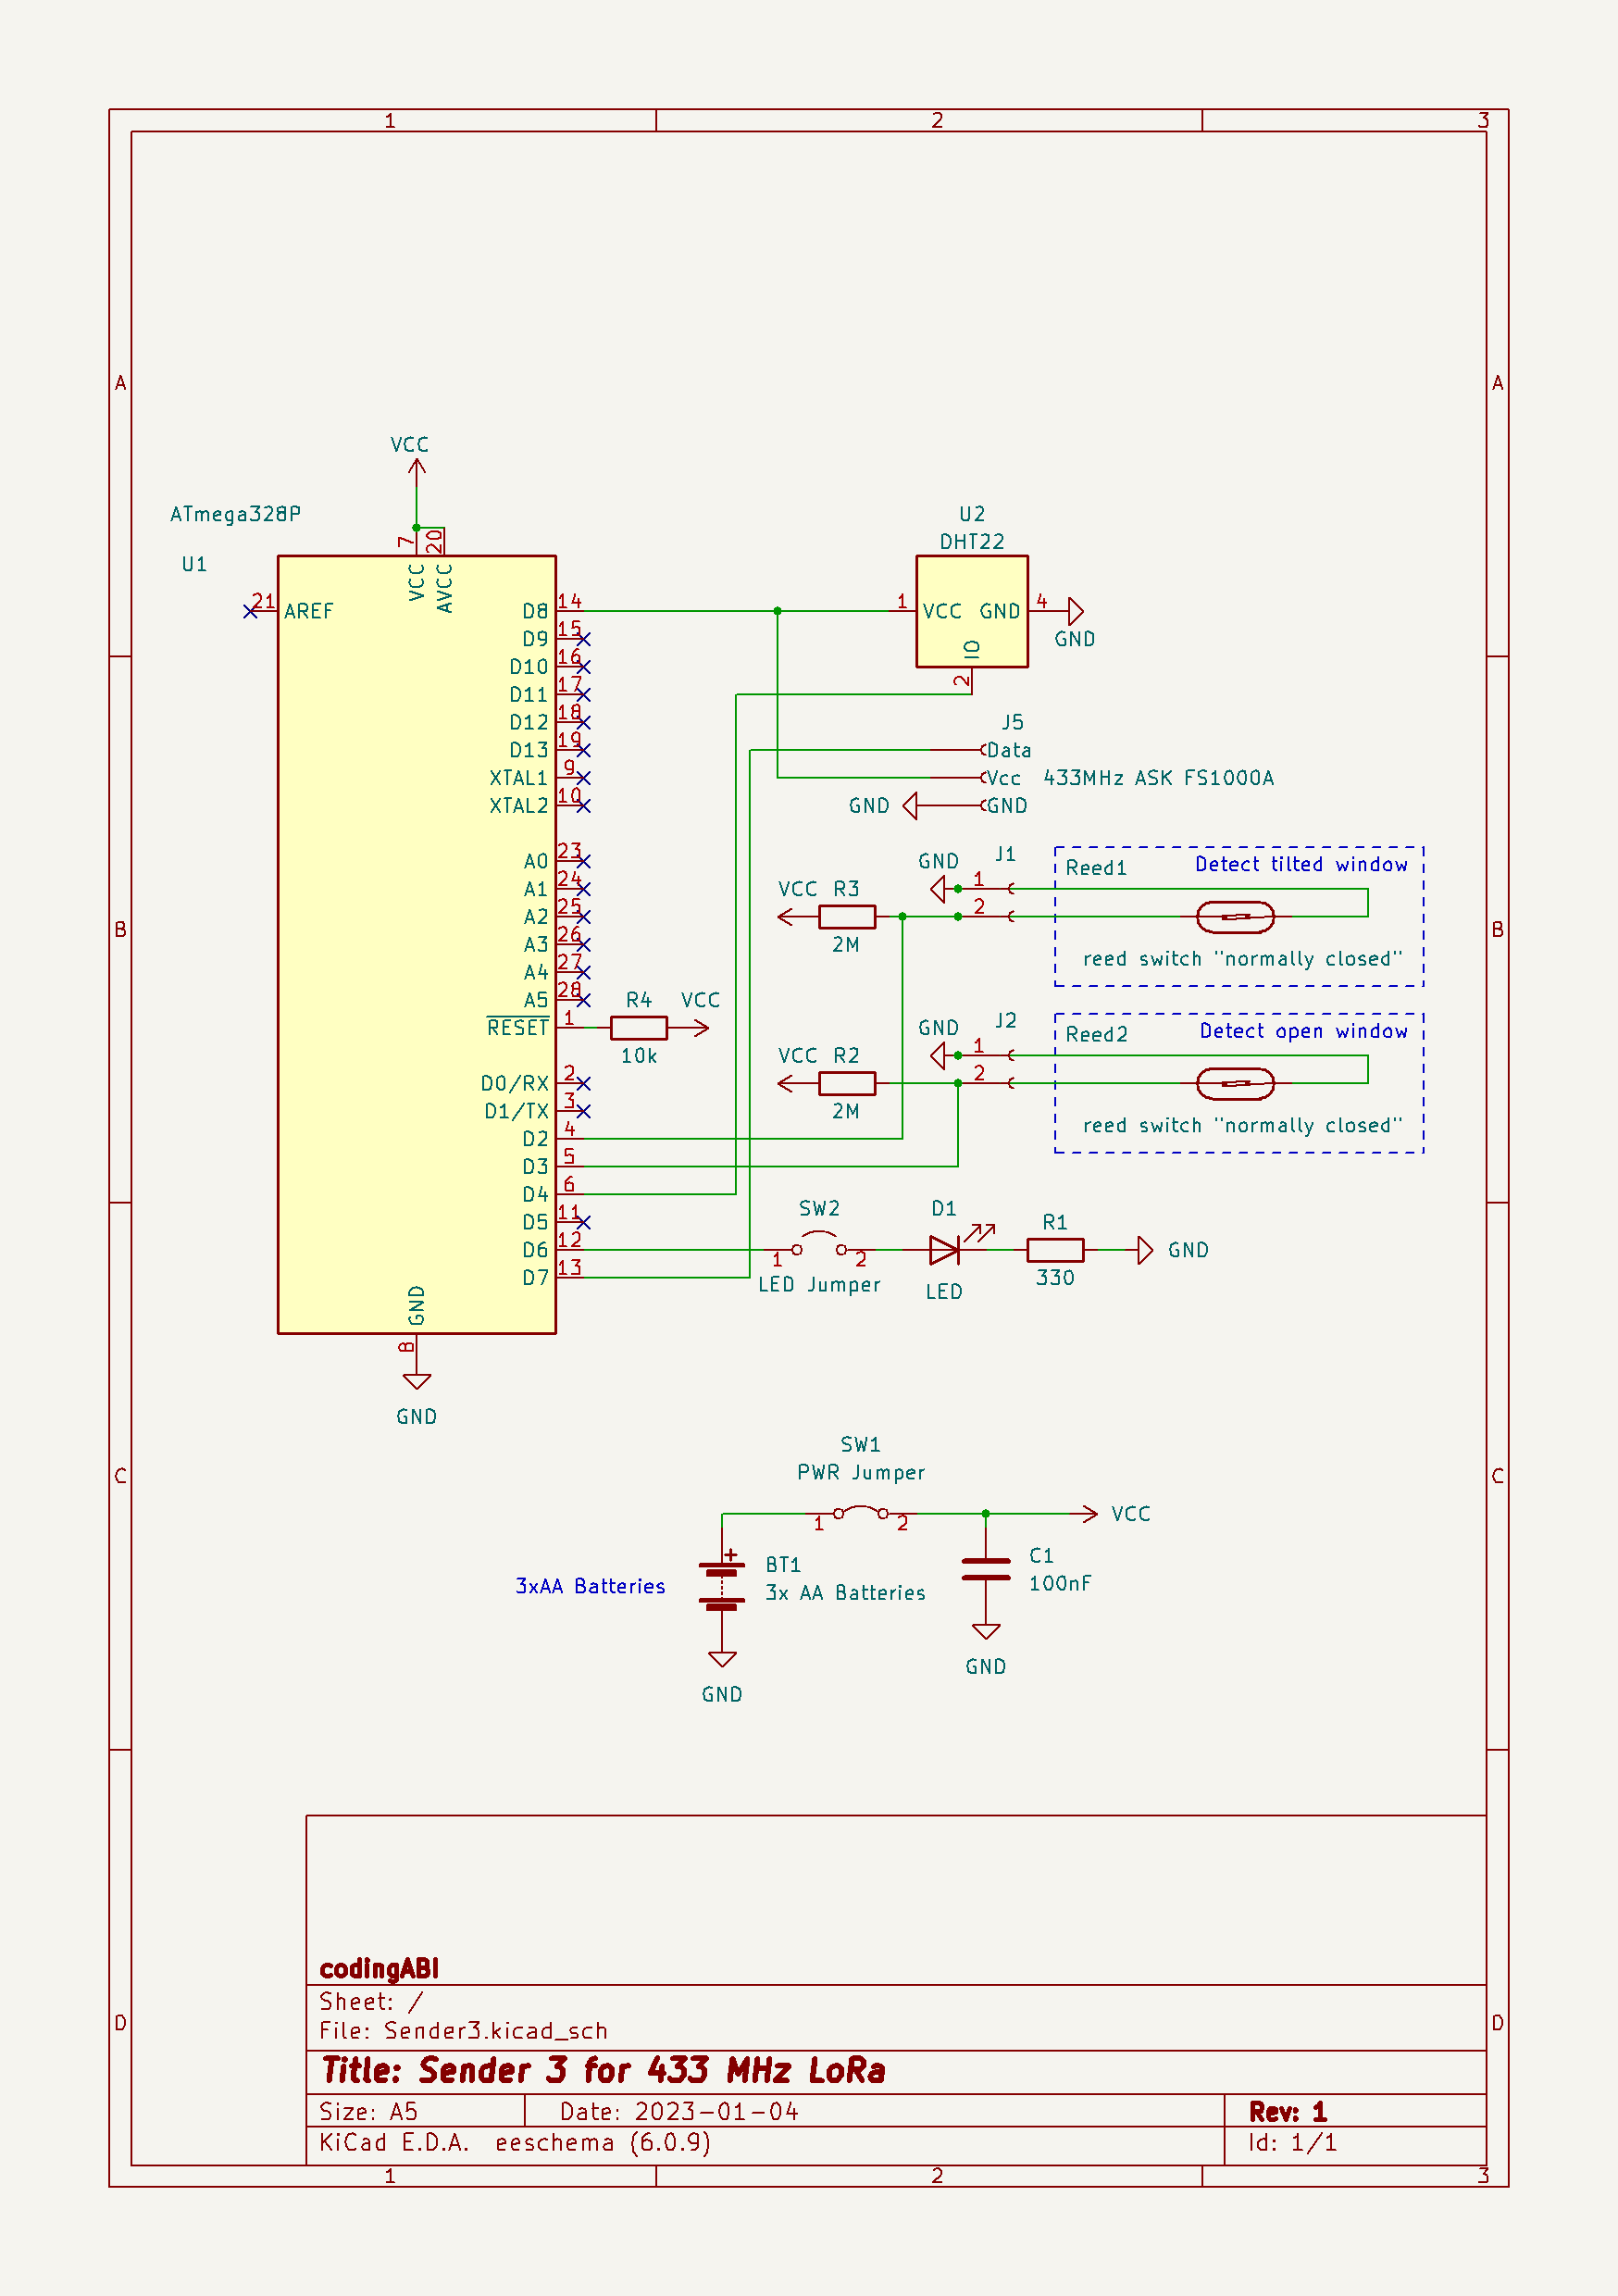 1 2 3
A A
VCC
ATmega328P
U1
7 20
VCC AVCC
21 AREF
D8 14
D9 15
D10 16
D11 17
D12 18
D13 19
XTAL1 9
XTAL2 10
A0 23
A1 24
A2 25
A3 26
A4 27
A5 28
RESET 1
D0/RX 2
D1/TX 3
D2 4
D3 5
D4 6
D5 11
D6 12
D7 13
GND
8
GND
R4 VCC
10k
U2
DHT22
1 VCC GND 4
IO
2
GND
J5
Data
Vcc 433MHz ASK FS1000A
GND GND
GND J1 Reed1 Detect tilted window
1
VCC R3 2
2M
reed switch "normally closed"
B B
GND J2 Reed2 Detect open window
1
VCC R2 2
2M
reed switch "normally closed"
SW2 D1 R1
1 2 GND
LED Jumper LED 330
C C
SW1
PWR Jumper
1 2 VCC
+
BT1 C1
3xAA Batteries 3x AA Batteries 100nF
GND
GND
codingABI
Sheet: /
File: Sender3.kicad_sch
D D
Title: Sender 3 for 433 MHz LoRa
Size: A5 Date: 2023-01-04 Rev: 1
KiCad E.D.A. eeschema (6.0.9) Id: 1/1
1 2 3